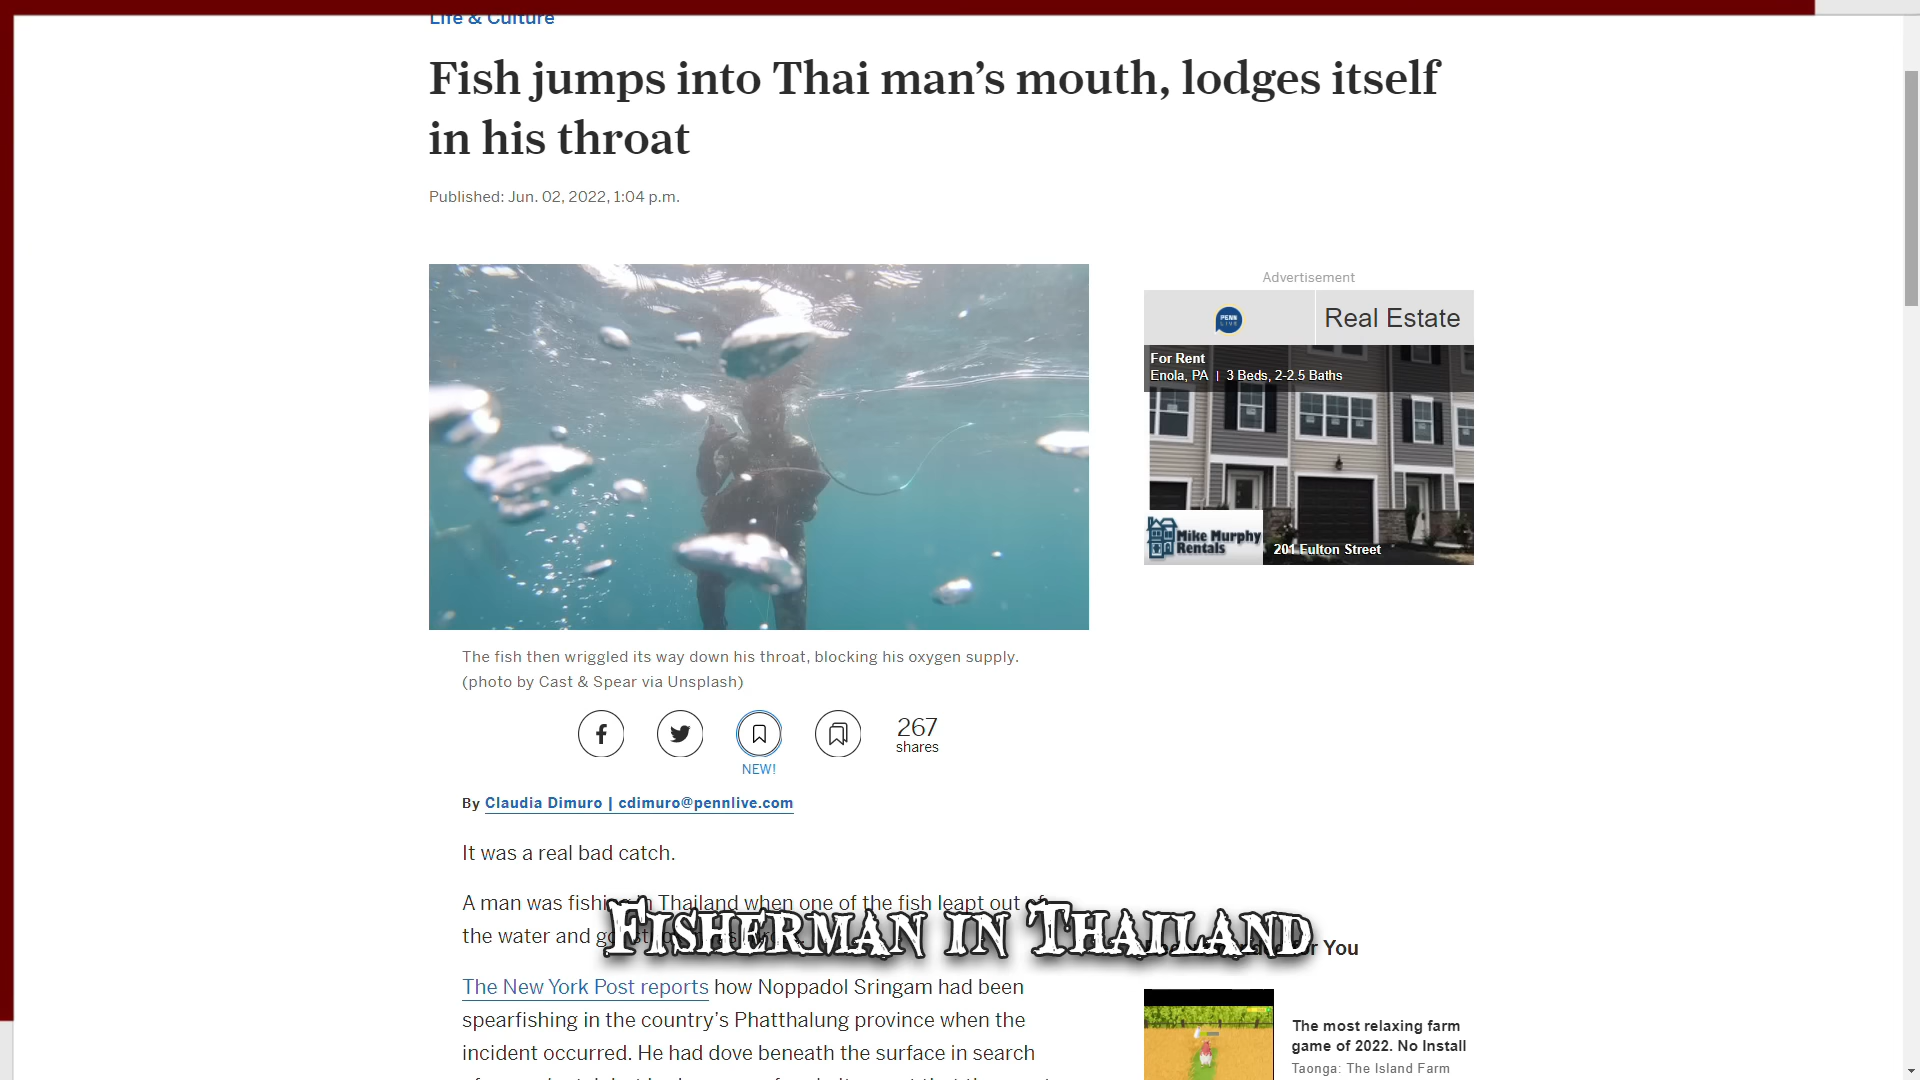 Life & Culture
Fish jumps into Thai man's mouth, lodges itself
in his throat
Published: Jun. 02, 2022, 1:04 p.m.
Advertisement
PENN
LIVE
Real Estate
For Rent
Enola, PA | 3 Beds, 2-2.5 Baths
Mike Murphy
Rentals
201 Fulton Street
The fish then wriggled its way down his throat, blocking his oxygen supply.
(photo by Cast & Spear via Unsplash)
267
shares
NEW!
By Claudia Dimuro | cdimuro@pennlive.com
It was a real bad catch.
A man was fishing in Thailand when one of the fish leapt out of
the water and
Fisherman in Thailand
for You
The New York Post reports how Noppadol Sringam had been
spearfishing in the country's Phatthalung province when the
incident occurred. He had dove beneath the surface in search
The most relaxing farm
game of 2022. No Install
Taonga: The Island Farm